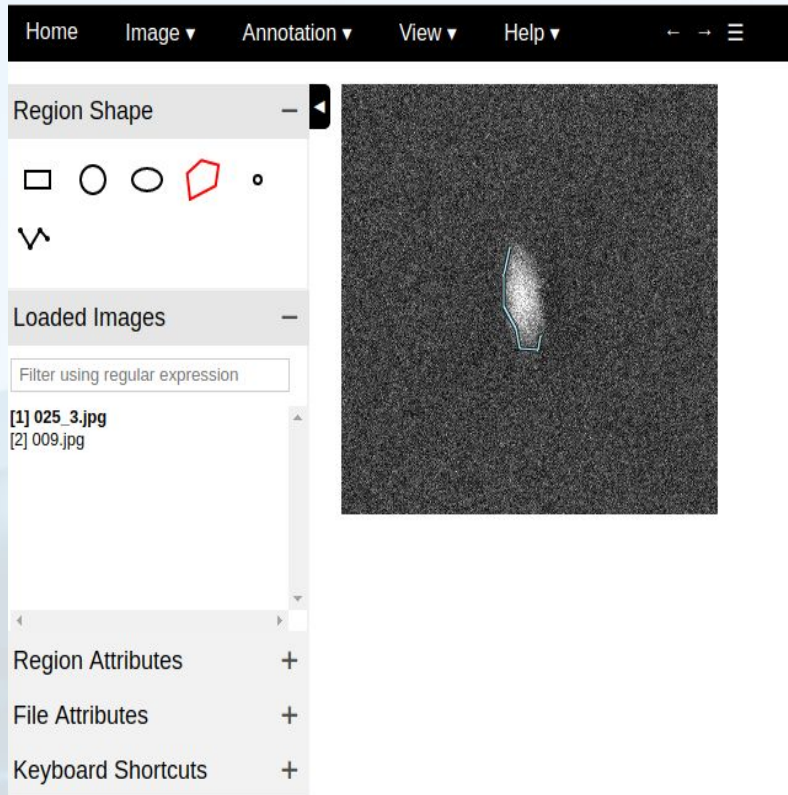 Home Image ▾ Annotation ▾ View ▾ Help ▾ ← → ☰
Region Shape −
Loaded Images −
Filter using regular expression
[1] 025_3.jpg
[2] 009.jpg
Region Attributes +
File Attributes +
Keyboard Shortcuts +